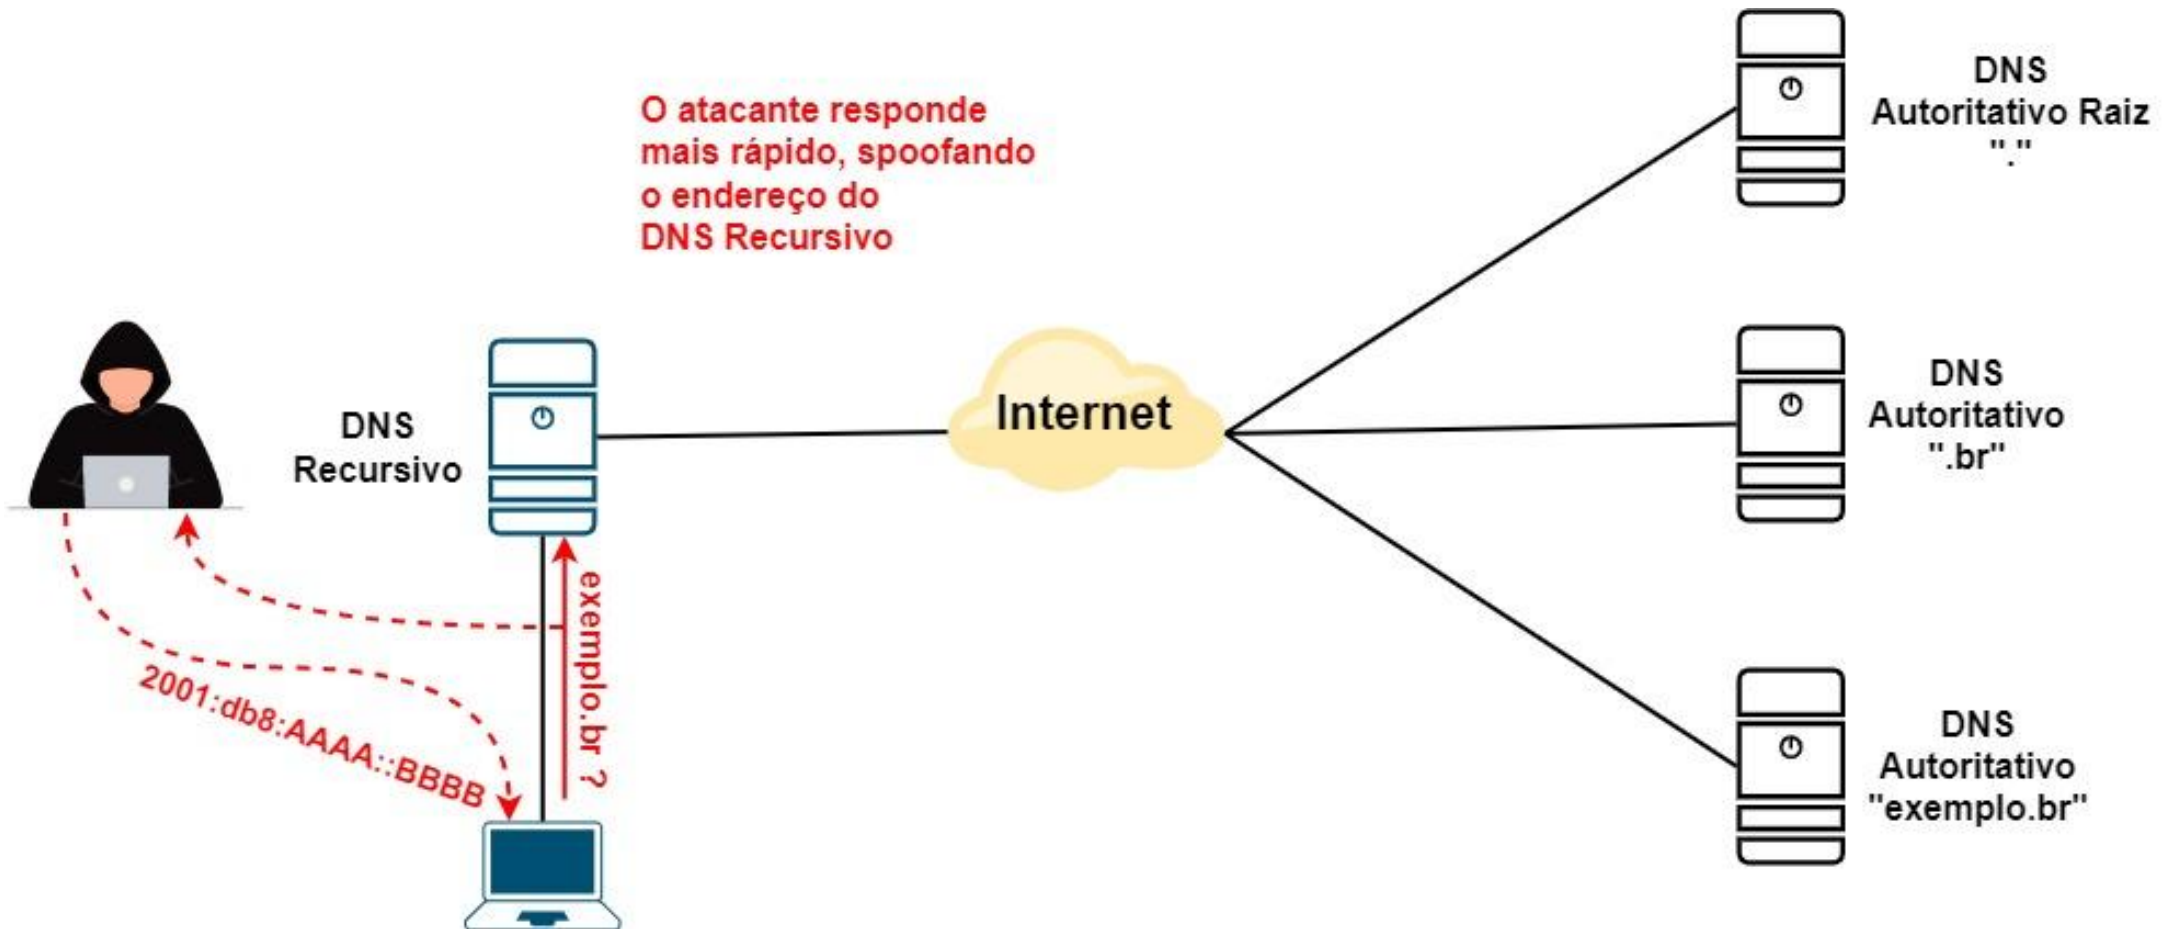 O atacante responde
mais rápido, spoofando
o endereço do
DNS Recursivo
DNS
Autoritativo Raiz
"."
DNS
Recursivo
Internet
DNS
Autoritativo
".br"
exemplo.br ?
2001:db8:AAAA::BBBB
DNS
Autoritativo
"exemplo.br"